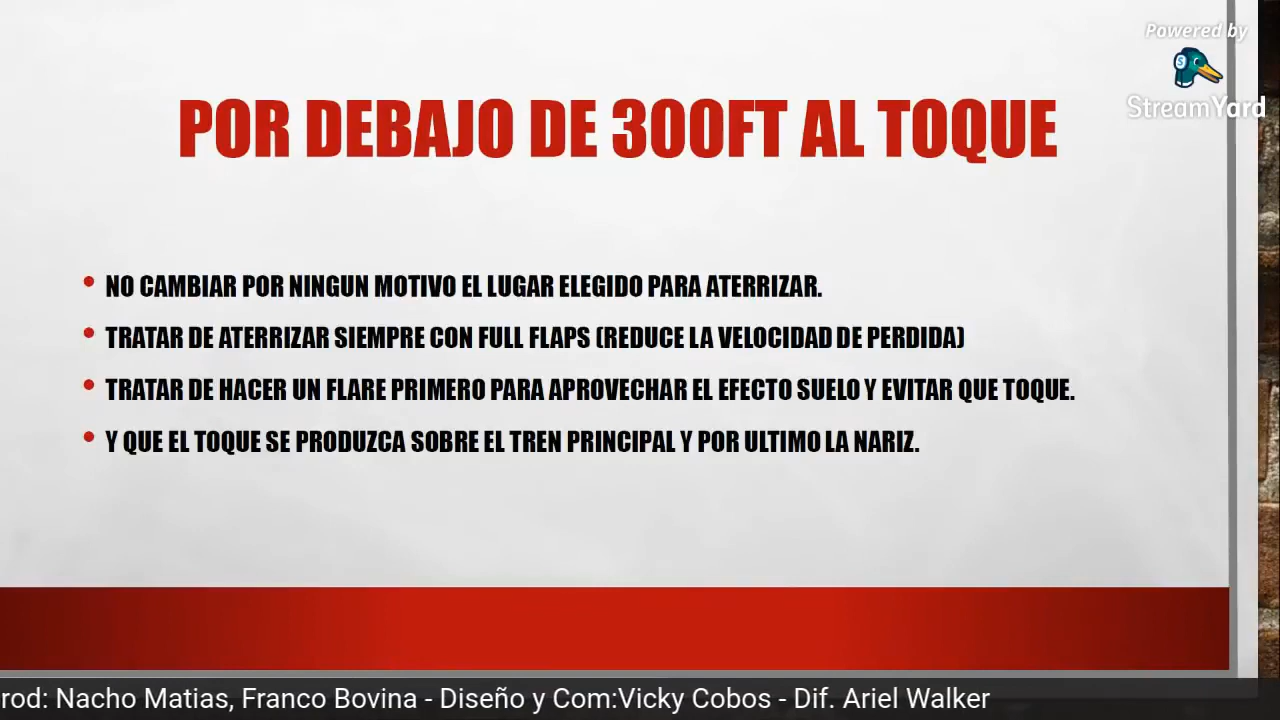 Powered by
StreamYard
POR DEBAJO DE 300FT AL TOQUE
• NO CAMBIAR POR NINGUN MOTIVO EL LUGAR ELEGIDO PARA ATERRIZAR.
• TRATAR DE ATERRIZAR SIEMPRE CON FULL FLAPS (REDUCE LA VELOCIDAD DE PERDIDA)
• TRATAR DE HACER UN FLARE PRIMERO PARA APROVECHAR EL EFECTO SUELO Y EVITAR QUE TOQUE.
• Y QUE EL TOQUE SE PRODUZCA SOBRE EL TREN PRINCIPAL Y POR ULTIMO LA NARIZ.
rod: Nacho Matias, Franco Bovina - Diseño y Com:Vicky Cobos - Dif. Ariel Walker